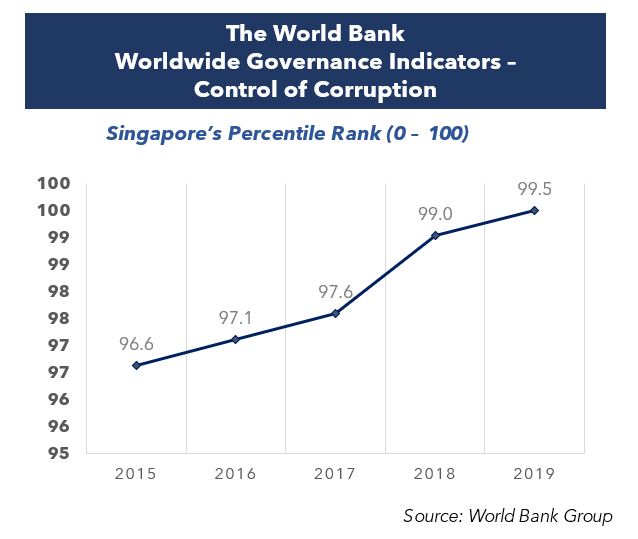 The World Bank
Worldwide Governance Indicators –
Control of Corruption
Singapore's Percentile Rank (0 – 100)
100
100
99
99
98
98
97
97
96
96
95
96.6
97.1
97.6
99.0
99.5
2015 2016 2017 2018 2019
Source: World Bank Group